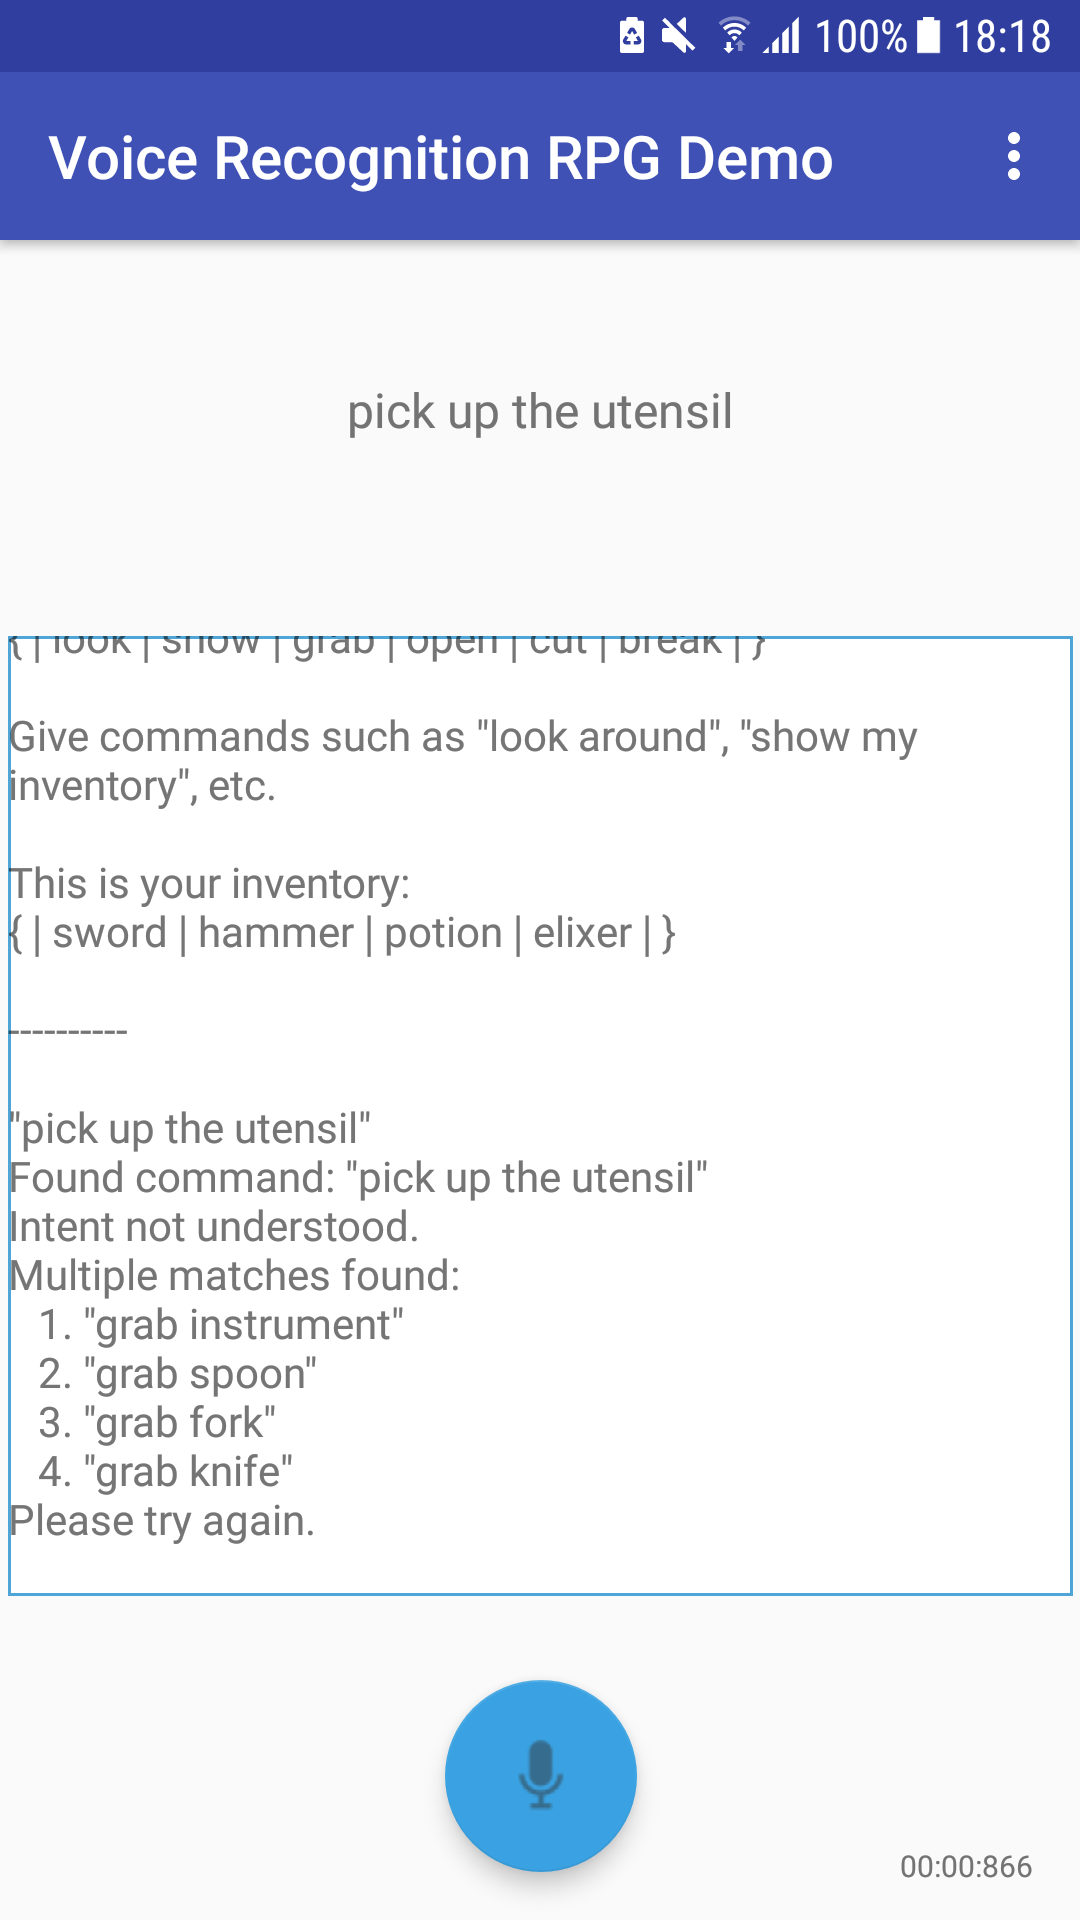 100% 18:18
Voice Recognition RPG Demo
pick up the utensil
{ | look | show | grab | open | cut | break | }
Give commands such as "look around", "show my
inventory", etc.
This is your inventory:
{ | sword | hammer | potion | elixer | }
----------
"pick up the utensil"
Found command: "pick up the utensil"
Intent not understood.
Multiple matches found:
1. "grab instrument"
2. "grab spoon"
3. "grab fork"
4. "grab knife"
Please try again.
00:00:866